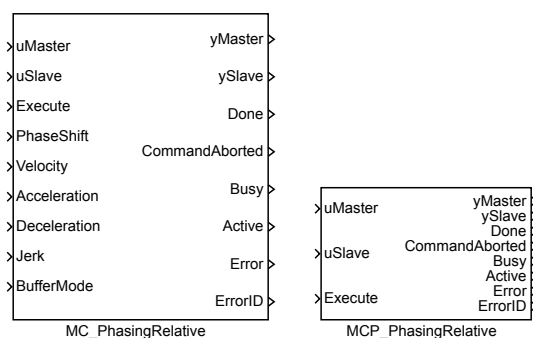 uMaster
uSlave
Execute
PhaseShift
Velocity
Acceleration
Deceleration
Jerk
BufferMode
yMaster
ySlave
Done
CommandAborted
Busy
Active
Error
ErrorID
MC_PhasingRelative
uMaster
uSlave
Execute
yMaster
ySlave
Done
CommandAborted
Busy
Active
Error
ErrorID
MCP_PhasingRelative